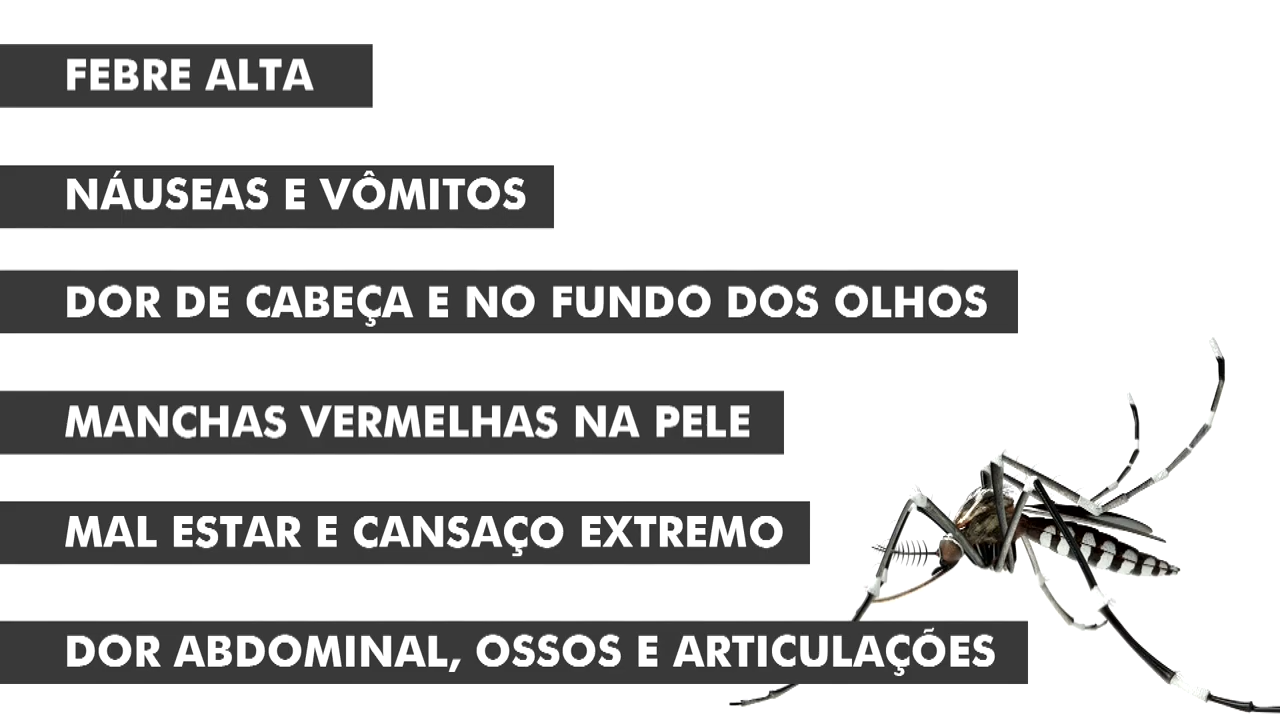 FEBRE ALTA
NÁUSEAS E VÔMITOS
DOR DE CABEÇA E NO FUNDO DOS OLHOS
MANCHAS VERMELHAS NA PELE
MAL ESTAR E CANSAÇO EXTREMO
DOR ABDOMINAL, OSSOS E ARTICULAÇÕES